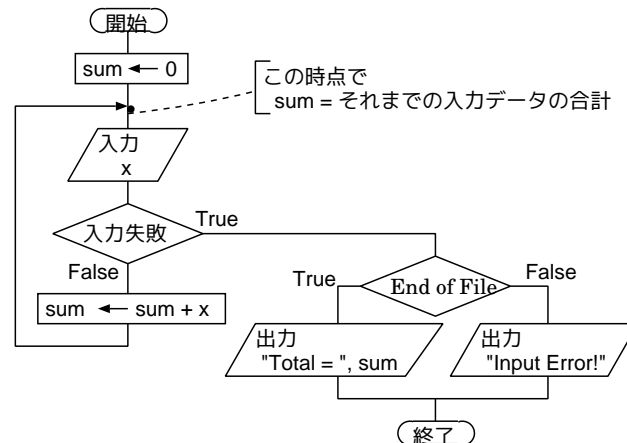 開始
sum ← 0
この時点で
sum = それまでの入力データの合計
入力
x
入力失敗
True
False
sum ← sum + x
End of File
True
False
出力
"Total = ", sum
出力
"Input Error!"
終了